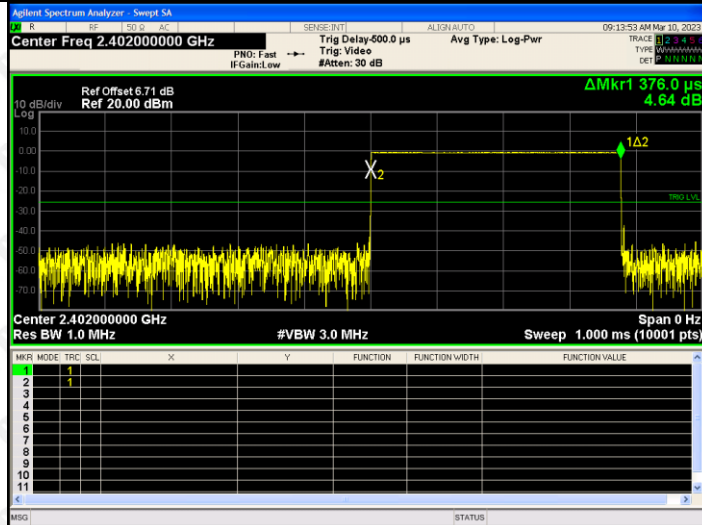 Agilent Spectrum Analyzer - Swept SA
R RF 50 Ω AC SENSE:INT ALIGN AUTO 09:13:53 AM Mar 10, 2023
Center Freq 2.402000000 GHz
PNO: Fast
IFGain:Low
Trig Delay-500.0 µs
Trig: Video
#Atten: 30 dB
Avg Type: Log-Pwr
TRACE 1 2 3 4 5
TYPE
DET P N N N N N
ΔMkr1 376.0 µs
4.64 dB
Ref Offset 6.71 dB
10 dB/div Ref 20.00 dBm
Log
10.0
0.00
-10.0
-20.0
-30.0
-40.0
-50.0
-60.0
-70.0
1Δ2
X2
TRIG LVL
Center 2.402000000 GHz Span 0 Hz
Res BW 1.0 MHz #VBW 3.0 MHz Sweep 1.000 ms (10001 pts)
MKR MODE TRC SCL X Y FUNCTION FUNCTION WIDTH FUNCTION VALUE
1 1
2 1
3
4
5
6
7
8
9
10
11
MSG STATUS